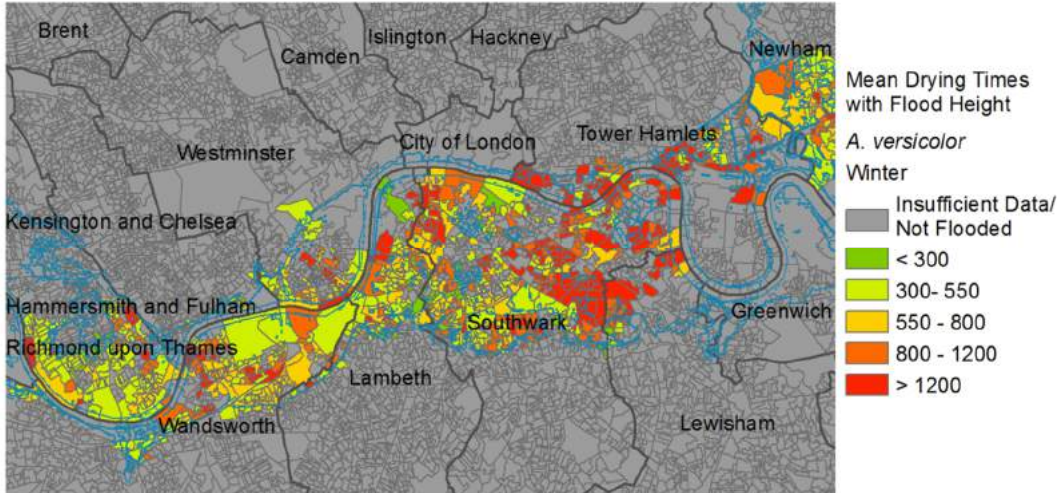 Brent
Islington
Hackney
Camden
Newham
City of London
Tower Hamlets
Westminster
Kensington and Chelsea
Hammersmith and Fulham
Greenwich
Southwark
Richmond upon Thames
Lambeth
Wandsworth
Lewisham
Mean Drying Times
with Flood Height
A. versicolor
Winter
Insufficient Data/
Not Flooded
< 300
300- 550
550 - 800
800 - 1200
> 1200